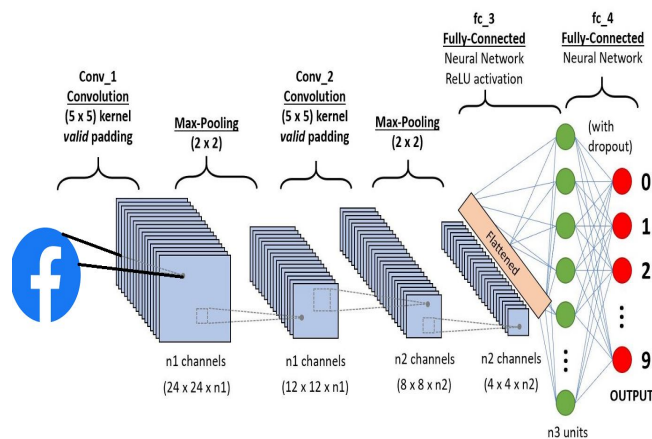 fc_3
Fully-Connected
Neural Network
ReLU activation
fc_4
Fully-Connected
Neural Network
Conv_1
Convolution
(5 x 5) kernel
valid padding
Max-Pooling
(2 x 2)
Conv_2
Convolution
(5 x 5) kernel
valid padding
Max-Pooling
(2 x 2)
(with
dropout)
f
Flattened
0
1
2
9
OUTPUT
n1 channels
(24 x 24 x n1)
n1 channels
(12 x 12 x n1)
n2 channels
(8 x 8 x n2)
n2 channels
(4 x 4 x n2)
n3 units